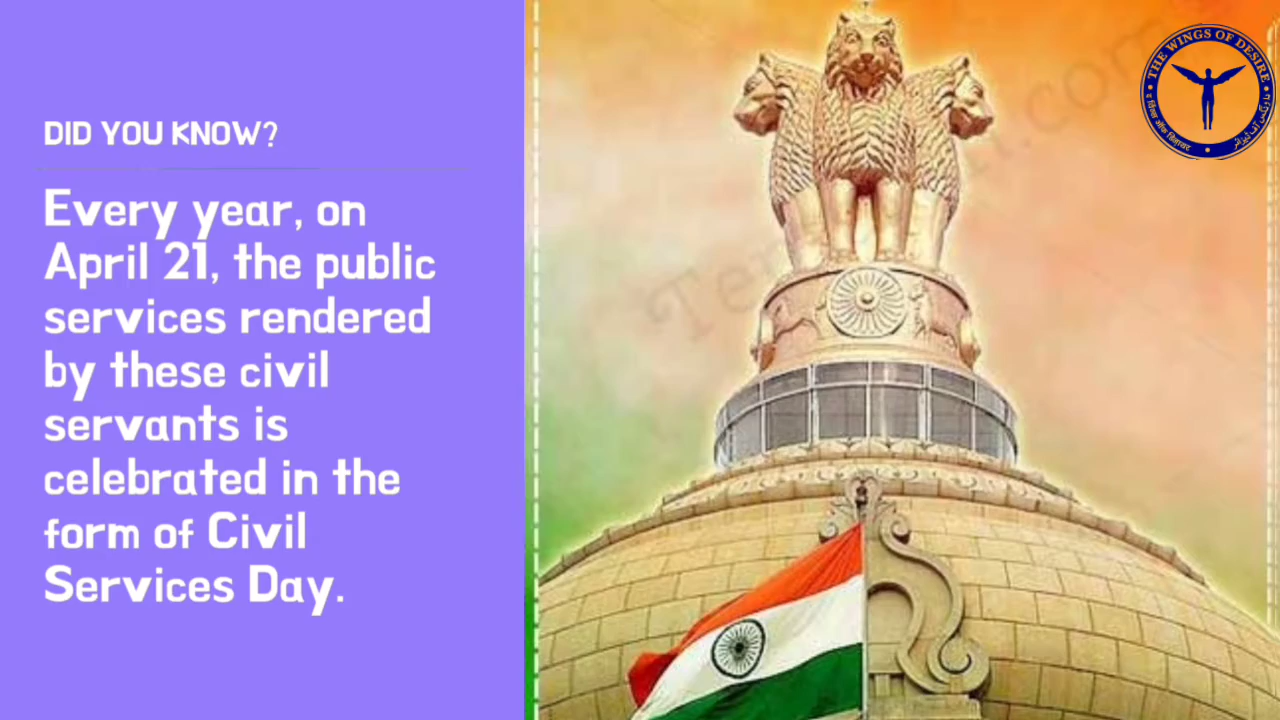 DID YOU KNOW?
Every year, on
April 21, the public
services rendered
by these civil
servants is
celebrated in the
form of Civil
Services Day.
THE WINGS OF DESIRE